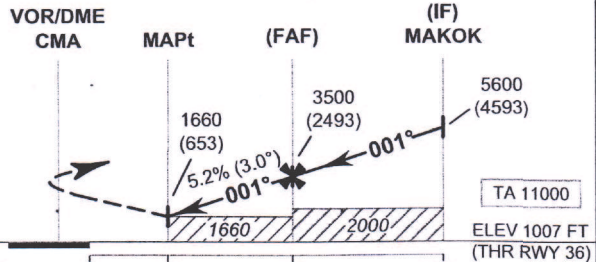 VOR/DME
CMA
MAPt
(FAF)
(IF)
MAKOK
5600
(4593)
3500
(2493)
1660
(653)
5.2% (3.0°)
001°
001°
TA 11000
1660
2000
ELEV 1007 FT
(THR RWY 36)